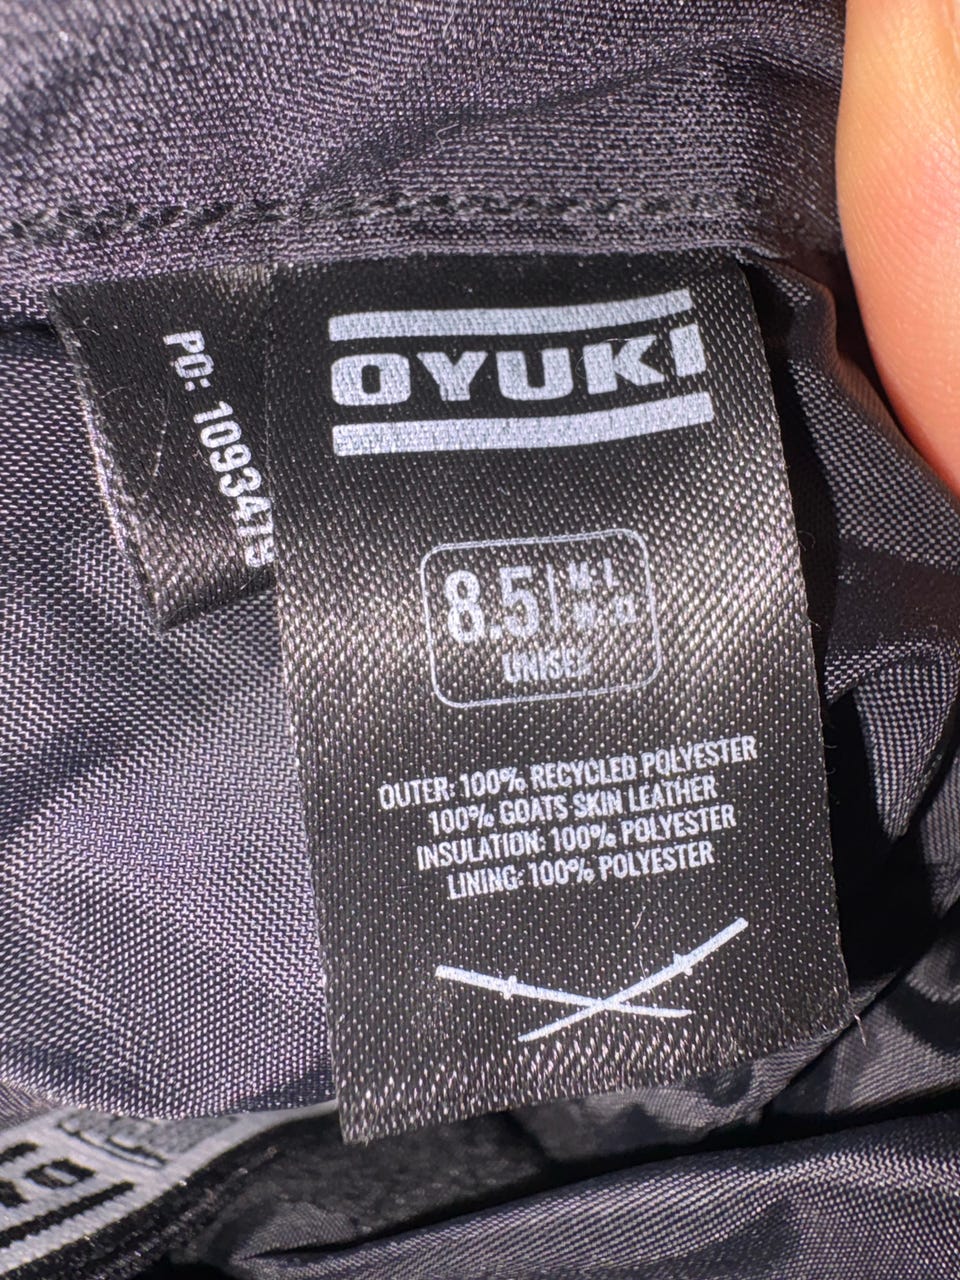 PO: 1093475
OYUKI
8.5
M: L
UNISEX
OUTER: 100% RECYCLED POLYESTER
100% GOATS SKIN LEATHER
INSULATION: 100% POLYESTER
LINING: 100% POLYESTER